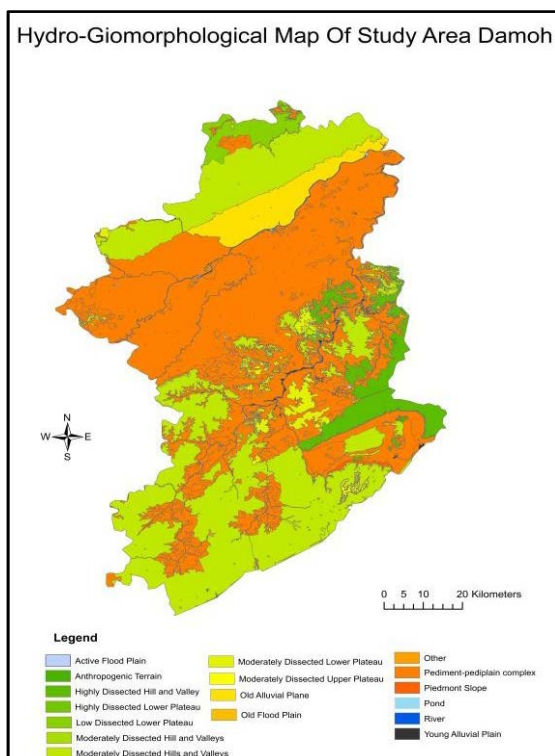 Hydro-Giomorphological Map Of Study Area Damoh
N
W E
S
0 5 10 20 Kilometers
Legend
Active Flood Plain
Anthropogenic Terrain
Highly Dissected Hill and Valley
Highly Dissected Lower Plateau
Low Dissected Lower Plateau
Moderately Dissected Hill and Valleys
Moderately Dissected Hills and Valleys
Moderately Dissected Lower Plateau
Moderately Dissected Upper Plateau
Old Alluvial Plane
Old Flood Plain
Other
Pediment-pediplain complex
Piedmont Slope
Pond
River
Young Alluvial Plain